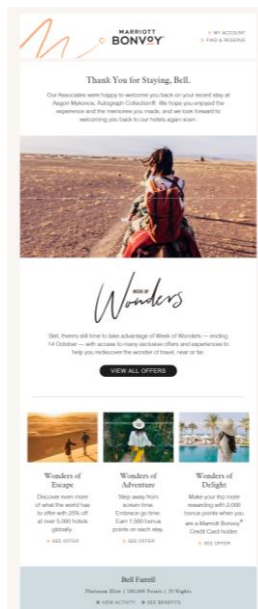 MARRIOTT
BONVOY
MY ACCOUNT
FIND & RESERVE
Thank You for Staying, Bell.
Our Associates were happy to welcome you back on your recent stay at
Aegon Mykonos, Autograph Collection®. We hope you enjoyed the
experience and the memories you made, and we look forward to
welcoming you back to our hotels again soon.
WEEK OF
Wonders
Bell, there's still time to take advantage of Week of Wonders — ending
14 October — with access to many exclusive offers and experiences to
help you rediscover the wonder of travel, near or far.
VIEW ALL OFFERS
Wonders of
Escape
Discover even more
of what the world has
to offer with 25% off
at over 5,000 hotels
globally.
SEE OFFER
Wonders of
Adventure
Step away from
screen time.
Embrace go time.
Earn 1,500 bonus
points on each stay.
SEE OFFER
Wonders of
Delight
Make your trip more
rewarding with 2,000
bonus points when you
are a Marriott Bonvoy®
Credit Card holder.
SEE OFFER
Bell Farrell
Platinum Elite | 180,088 Points | 20 Nights
VIEW ACTIVITY
SEE BENEFITS